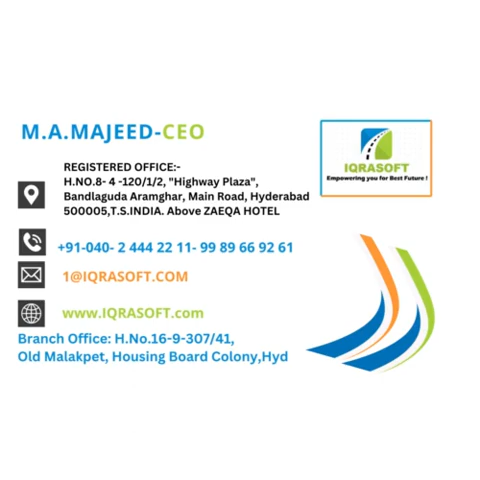 M.A.MAJEED-CEO
IQRASOFT
Empowering you for Best Future !
REGISTERED OFFICE:-
H.NO.8- 4 -120/1/2, "Highway Plaza",
Bandlaguda Aramghar, Main Road, Hyderabad
500005,T.S.INDIA. Above ZAEQA HOTEL
+91-040- 2 444 22 11- 99 89 66 92 61
1@IQRASOFT.COM
www.IQRASOFT.com
Branch Office: H.No.16-9-307/41,
Old Malakpet, Housing Board Colony,Hyd